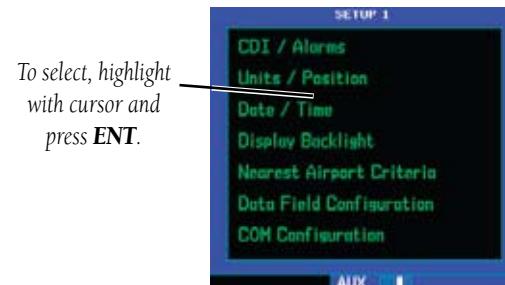 To select, highlight
with cursor and
press ENT.
SETUP 1
CDI / Alarms
Units / Position
Date / Time
Display Backlight
Nearest Airport Criteria
Data Field Configuration
COM Configuration
AUX